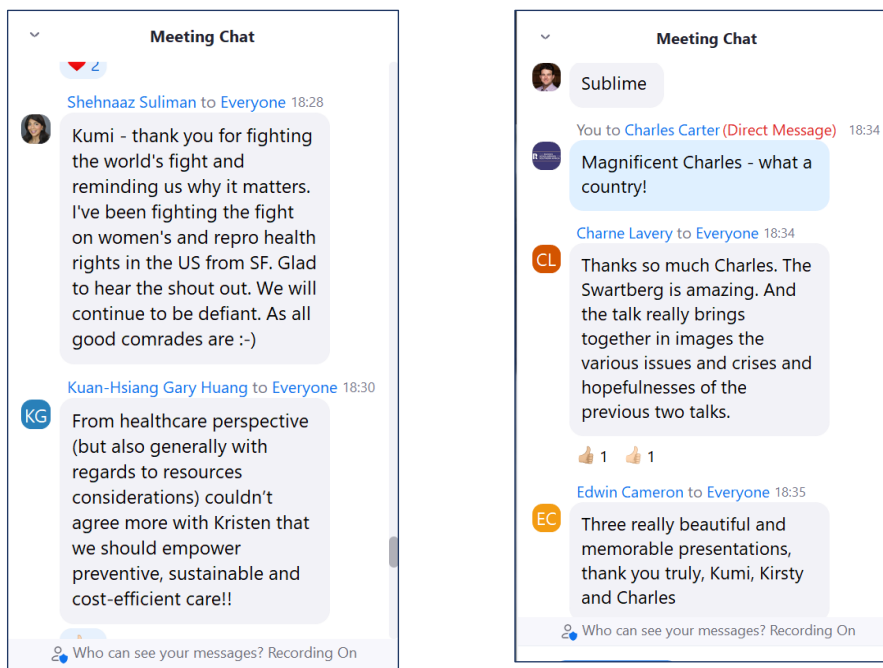 Meeting Chat
2
Shehnaaz Suliman to Everyone 18:28
Kumi - thank you for fighting
the world's fight and
reminding us why it matters.
I've been fighting the fight
on women's and repro health
rights in the US from SF. Glad
to hear the shout out. We will
continue to be defiant. As all
good comrades are :-)
Kuan-Hsiang Gary Huang to Everyone 18:30
KG
From healthcare perspective
(but also generally with
regards to resources
considerations) couldn’t
agree more with Kristen that
we should empower
preventive, sustainable and
cost-efficient care!!
Who can see your messages? Recording On
Meeting Chat
Sublime
You to Charles Carter (Direct Message) 18:34
Magnificent Charles - what a
country!
Charne Lavery to Everyone 18:34
CL
Thanks so much Charles. The
Swartberg is amazing. And
the talk really brings
together in images the
various issues and crises and
hopefulnesses of the
previous two talks.
1 1
Edwin Cameron to Everyone 18:35
EC
Three really beautiful and
memorable presentations,
thank you truly, Kumi, Kirsty
and Charles
Who can see your messages? Recording On